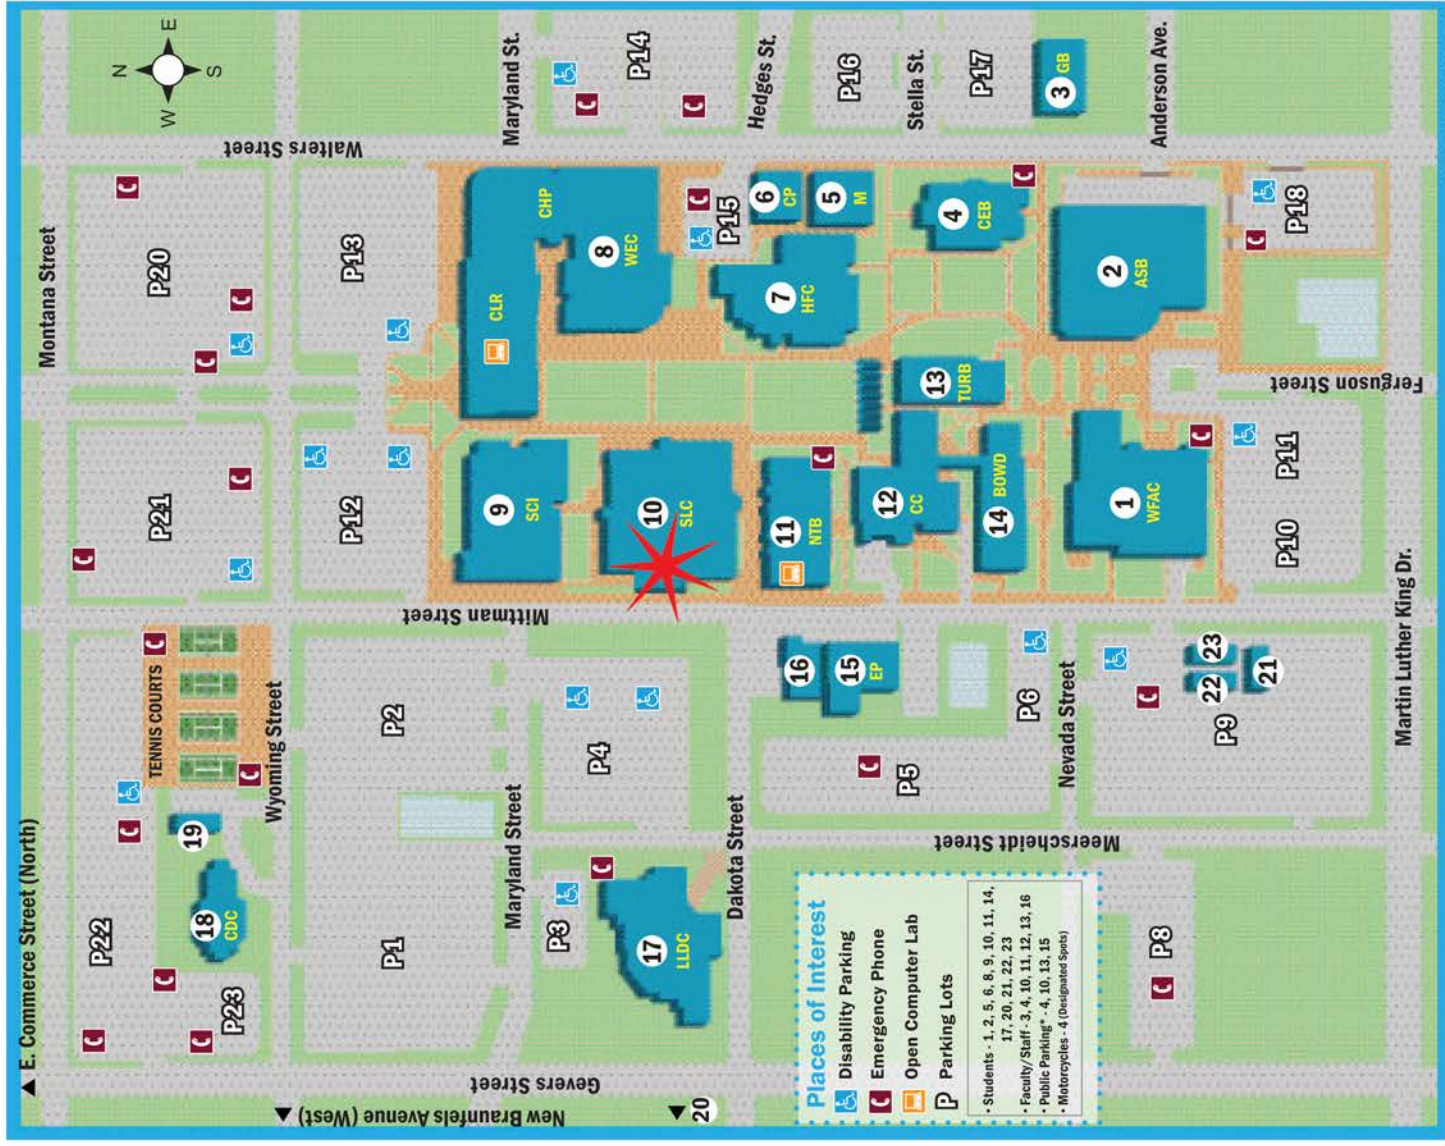 ▲ E. Commerce Street (North)
Montana Street
N
E
S
W
Walters Street
P20
P13
Maryland St.
P14
Hedges St.
P16
Stella St.
P17
3
GB
Anderson Ave.
CHP
8
WEC
CLR
P15
6
CP
5
M
4
CEB
7
HFC
2
ASB
P18
P21
P12
9
SCI
10
SLC
11
NTB
12
CC
13
TURB
14
BOWD
1
WFAC
P11
P10
Ferguson Street
Mittman Street
TENNIS COURTS
Wyoming Street
P2
P4
16
15
EP
P6
P5
Nevada Street
23
22
21
P9
Martin Luther King Dr.
P22
19
18
CDC
P23
P1
Maryland Street
P3
17
LLDC
Dakota Street
Meerscheidt Street
P8
Gevers Street
New Braunfels Avenue (West) ▼
20
Places of Interest
Disability Parking
Emergency Phone
Open Computer Lab
P Parking Lots
• Students - 1, 2, 5, 6, 8, 9, 10, 11, 14,
17, 20, 21, 22, 23
• Faculty/Staff - 3, 4, 10, 11, 12, 13, 16
• Public Parking* - 4, 10, 13, 15
• Motorcycles - 4 (Designated Spots)